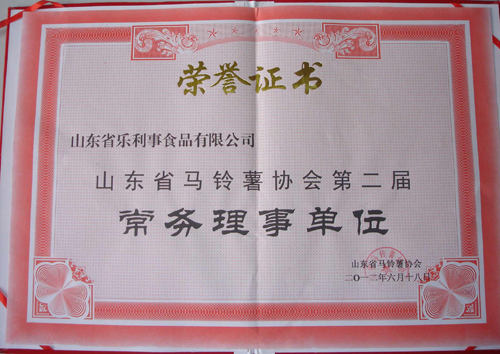 荣誉证书
山东省乐利事食品有限公司
山东省马铃薯协会第二届
常务理事单位
山东省马铃薯协会
二〇一二年六月十八日